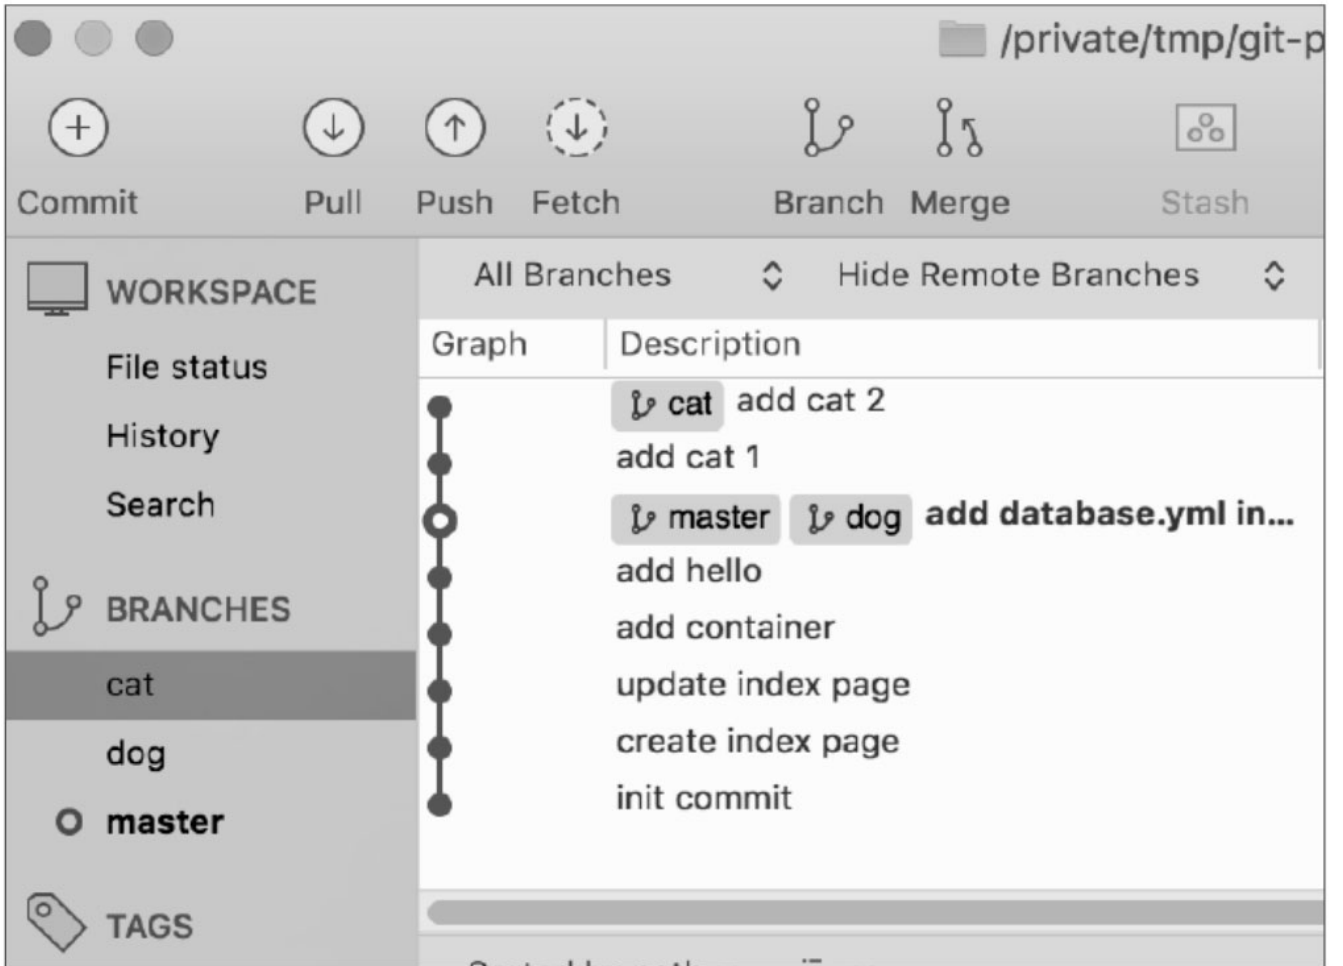 /private/tmp/git-p
Commit Pull Push Fetch Branch Merge Stash
WORKSPACE
File status
History
Search
BRANCHES
cat
dog
master
TAGS
All Branches Hide Remote Branches
Graph Description
cat add cat 2
add cat 1
master dog add database.yml in...
add hello
add container
update index page
create index page
init commit